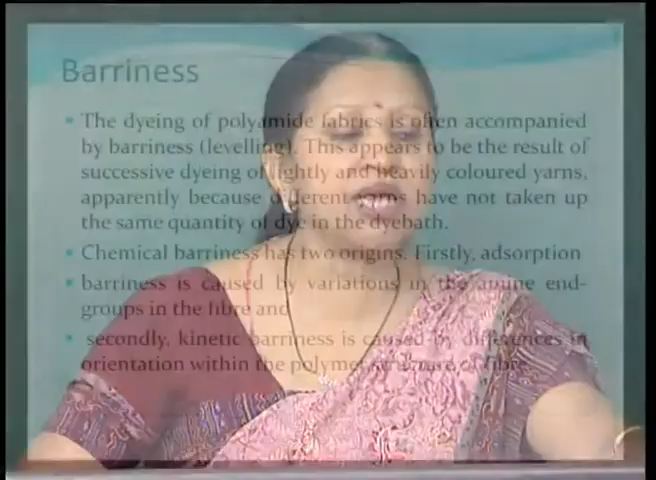 Barriness
The dyeing of polyamide fabrics is often accompanied
by barriness (levelling). This appears to be the result of
successive dyeing of lightly and heavily coloured yarns,
apparently because different yarns have not taken up
the same quantity of dye in the dyebath.
Chemical barriness has two origins. Firstly, adsorption
barriness is caused by variations in the amine end-
groups in the fibre and
secondly, kinetic barriness is caused by differences in
orientation within the polymer structure of fibre.